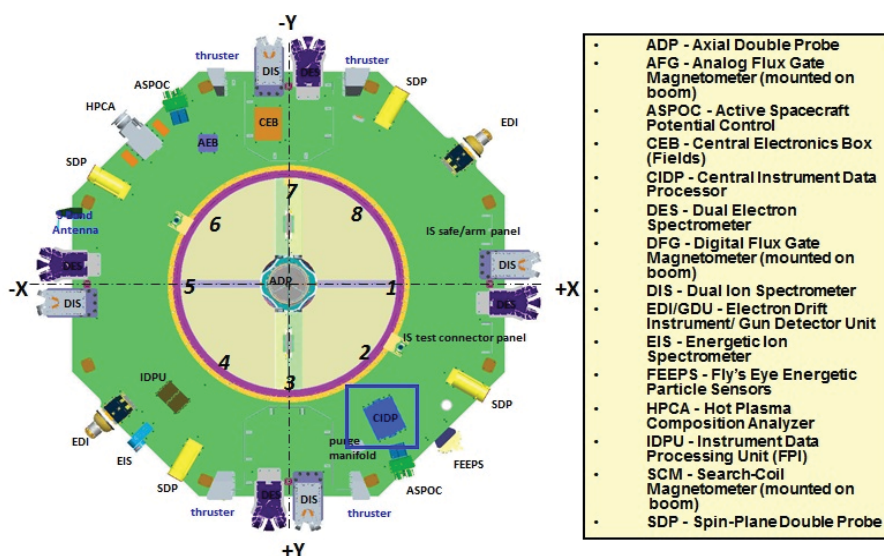 -Y
thruster
DIS
DES
thruster
ASPOC
SDP
HPCA
CEB
EDI
AEB
SDP
7
8
6
s-band
Antenna
IS safe/arm panel
DES
DIS
-X
5
ADP
1
+X
DIS
DES
IS test connector panel
4
2
3
IDPU
CIDP
SDP
EDI
EIS
purge
manifold
FEEPS
SDP
ASPOC
DES
DIS
thruster
thruster
+Y
• ADP - Axial Double Probe
• AFG - Analog Flux Gate
Magnetometer (mounted on
boom)
• ASPOC - Active Spacecraft
Potential Control
• CEB - Central Electronics Box
(Fields)
• CIDP - Central Instrument Data
Processor
• DES - Dual Electron
Spectrometer
• DFG - Digital Flux Gate
Magnetometer (mounted on
boom)
• DIS - Dual Ion Spectrometer
• EDI/GDU - Electron Drift
Instrument/ Gun Detector Unit
• EIS - Energetic Ion
Spectrometer
• FEEPS - Fly's Eye Energetic
Particle Sensors
• HPCA - Hot Plasma
Composition Analyzer
• IDPU - Instrument Data
Processing Unit (FPI)
• SCM - Search-Coil
Magnetometer (mounted on
boom)
• SDP - Spin-Plane Double Probe